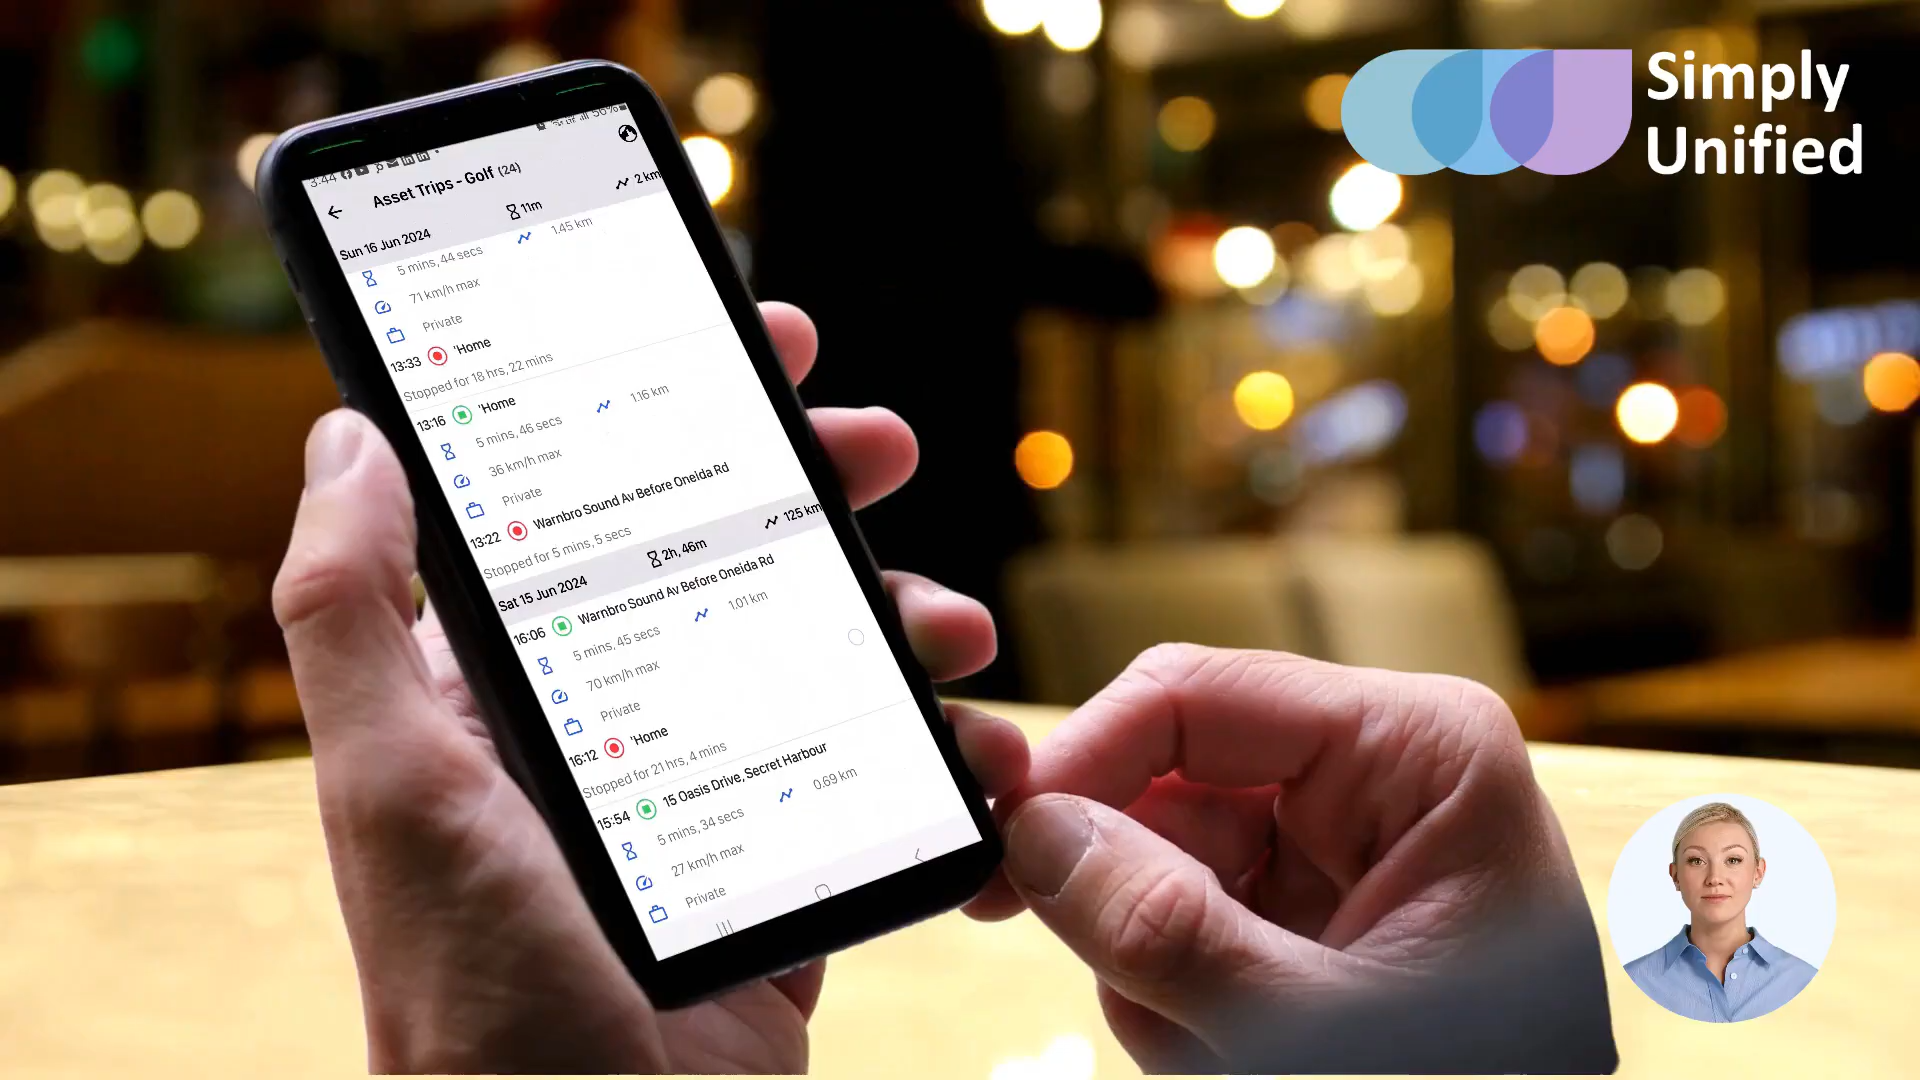 Simply
Unified
3:44 56%
Asset Trips - Golf (24)
Sun 16 Jun 2024 11m 2 km
5 mins, 44 secs 1.45 km
71 km/h max
Private
13:33 'Home
Stopped for 18 hrs, 22 mins
13:16 'Home
5 mins, 46 secs 1.16 km
36 km/h max
Private
13:22 Warnbro Sound Av Before Oneida Rd
Stopped for 5 mins, 5 secs
Sat 15 Jun 2024 2h, 46m 125 km
16:06 Warnbro Sound Av Before Oneida Rd
5 mins, 45 secs 1.01 km
70 km/h max
Private
16:12 'Home
Stopped for 21 hrs, 4 mins
15:54 15 Oasis Drive, Secret Harbour
5 mins, 34 secs 0.69 km
27 km/h max
Private